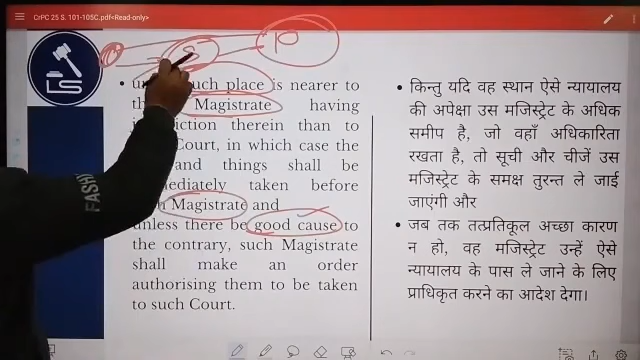 CrPC 25 S. 101-105C.pdf<Read-only>
S P
LS
• such place is nearer to
Magistrate having
therein than to
Court, in which case the
and things shall be
taken before
Magistrate and
unless there be good cause to
the contrary, such Magistrate
shall make an order
authorising them to be taken
to such Court.
• किन्तु यदि वह स्थान ऐसे न्यायालय
की अपेक्षा उस मजिस्ट्रेट के अधिक
समीप है, जो वहाँ अधिकारिता
रखता है, तो सूची और चीजें उस
मजिस्ट्रेट के समक्ष तुरन्त ले जाई
जाएंगी और
• जब तक तत्प्रतिकूल अच्छा कारण
न हो, वह मजिस्ट्रेट उन्हें ऐसे
न्यायालय के पास ले जाने के लिए
प्राधिकृत करने का आदेश देगा।